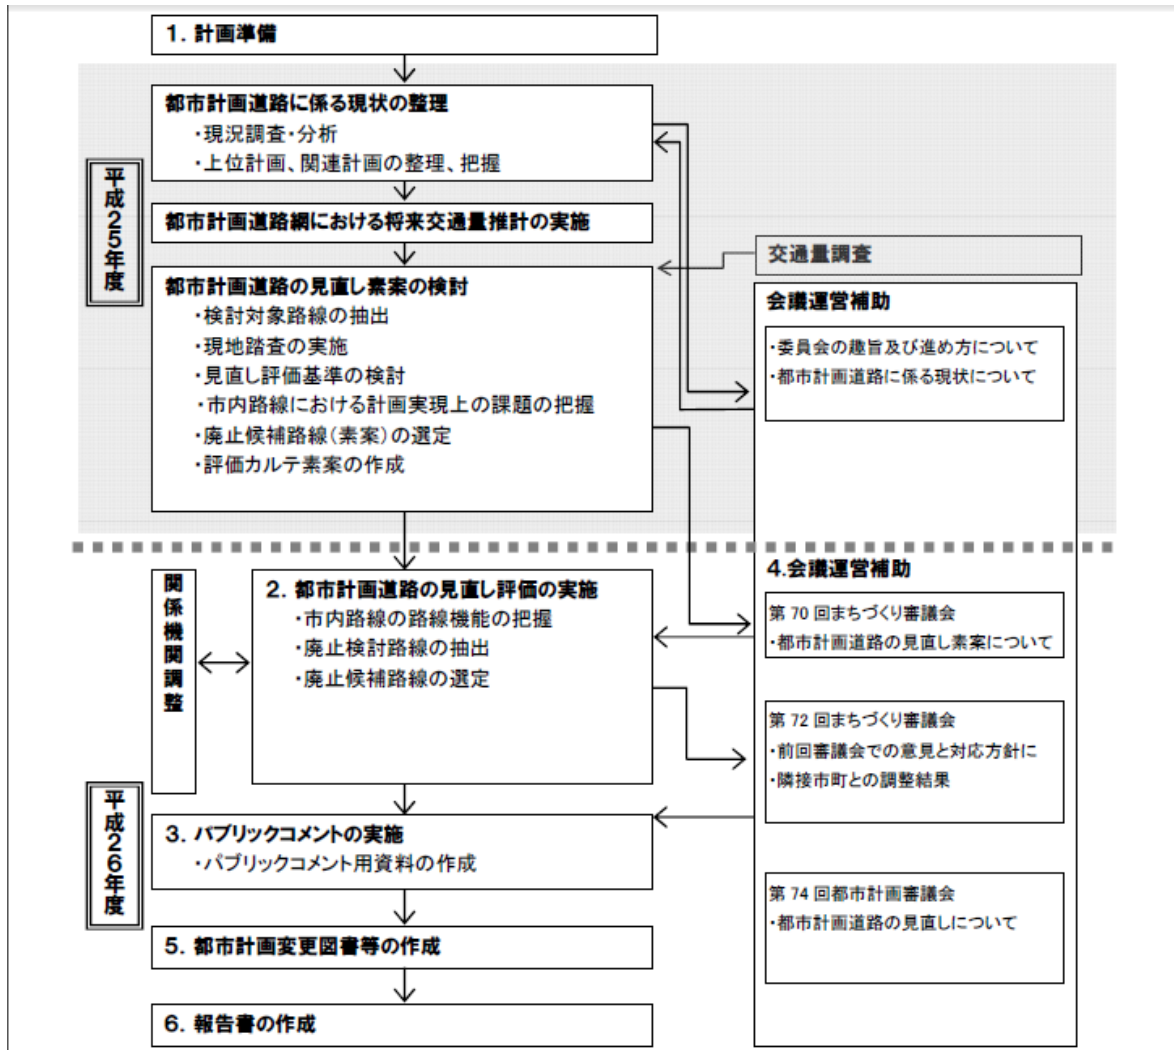 1. 計画準備
都市計画道路に係る現状の整理
・現況調査・分析
・上位計画、関連計画の整理、把握
平成25年度
都市計画道路網における将来交通量推計の実施
都市計画道路の見直し素案の検討
・検討対象路線の抽出
・現地踏査の実施
・見直し評価基準の検討
・市内路線における計画実現上の課題の把握
・廃止候補路線(素案)の選定
・評価カルテ素案の作成
交通量調査
会議運営補助
・委員会の趣旨及び進め方について
・都市計画道路に係る現状について
関係機関調整
2. 都市計画道路の見直し評価の実施
・市内路線の路線機能の把握
・廃止検討路線の抽出
・廃止候補路線の選定
4.会議運営補助
第 70 回まちづくり審議会
・都市計画道路の見直し素案について
第 72 回まちづくり審議会
・前回審議会での意見と対応方針に
・隣接市町との調整結果
平成26年度
3. パブリックコメントの実施
・パブリックコメント用資料の作成
第 74 回都市計画審議会
・都市計画道路の見直しについて
5. 都市計画変更図書等の作成
6. 報告書の作成